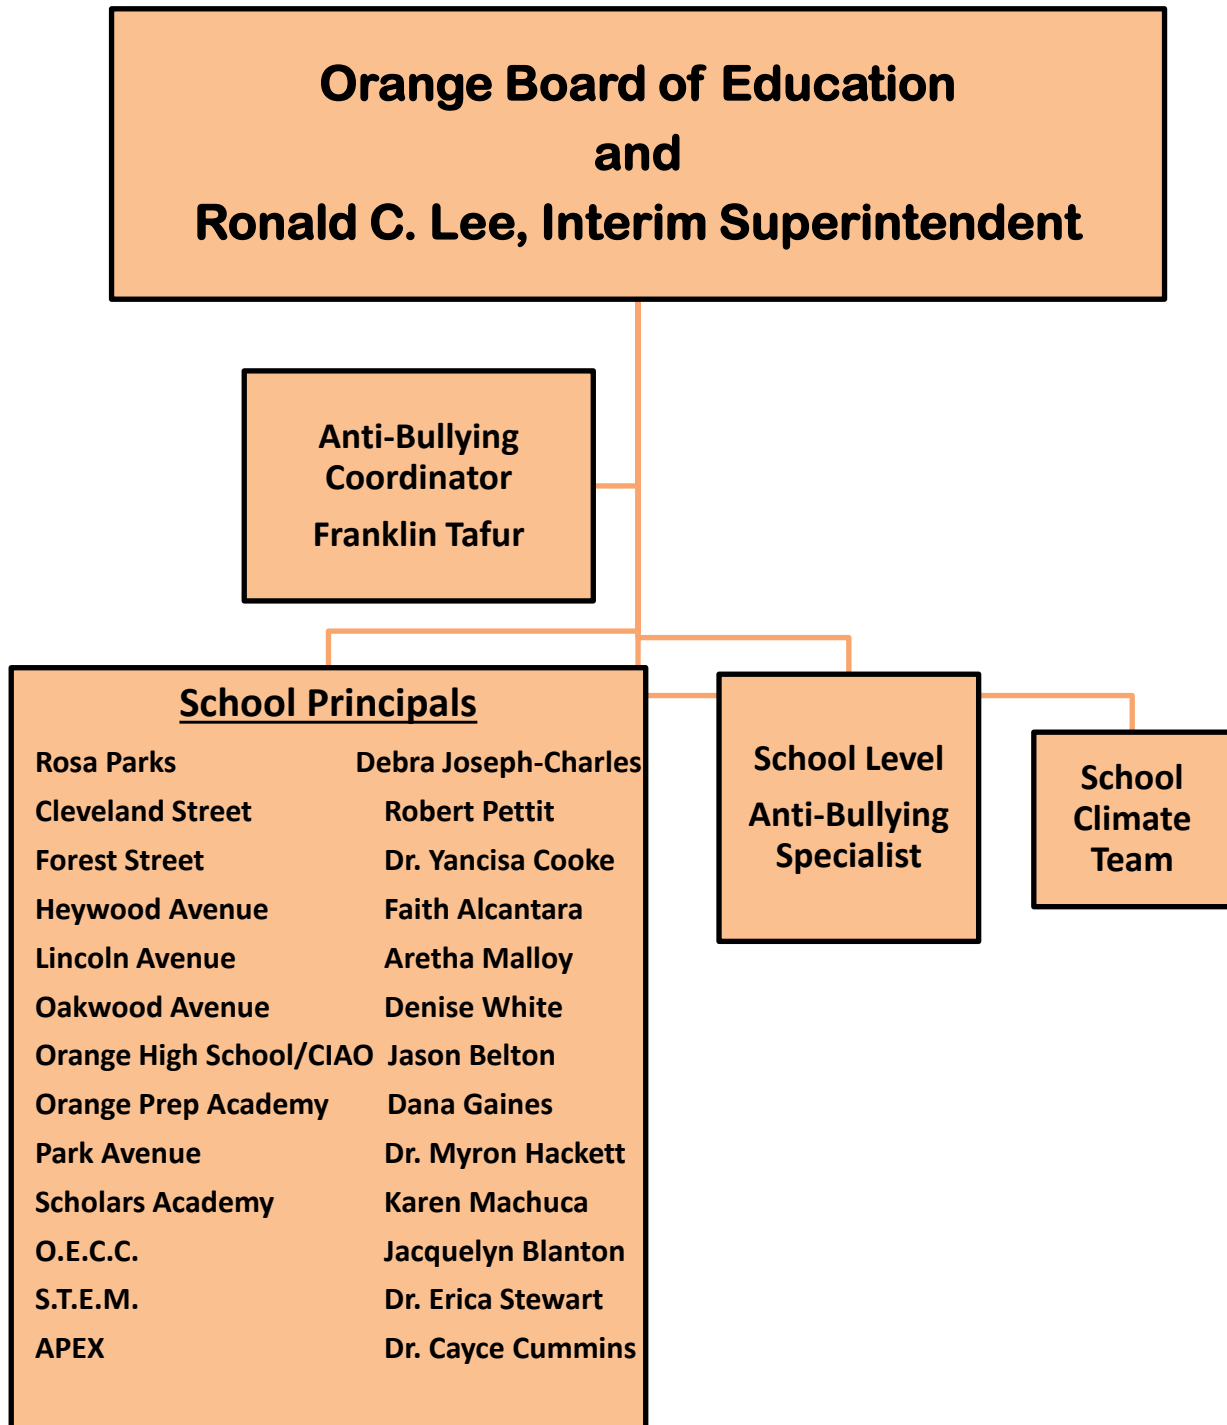 Orange Board of Education
and
Ronald C. Lee, Interim Superintendent
Anti-Bullying
Coordinator
Franklin Tafur
School Principals
Rosa Parks Debra Joseph-Charles
Cleveland Street Robert Pettit
Forest Street Dr. Yancisa Cooke
Heywood Avenue Faith Alcantara
Lincoln Avenue Aretha Malloy
Oakwood Avenue Denise White
Orange High School/CIAO Jason Belton
Orange Prep Academy Dana Gaines
Park Avenue Dr. Myron Hackett
Scholars Academy Karen Machuca
O.E.C.C. Jacquelyn Blanton
S.T.E.M. Dr. Erica Stewart
APEX Dr. Cayce Cummins
School Level
Anti-Bullying
Specialist
School
Climate
Team